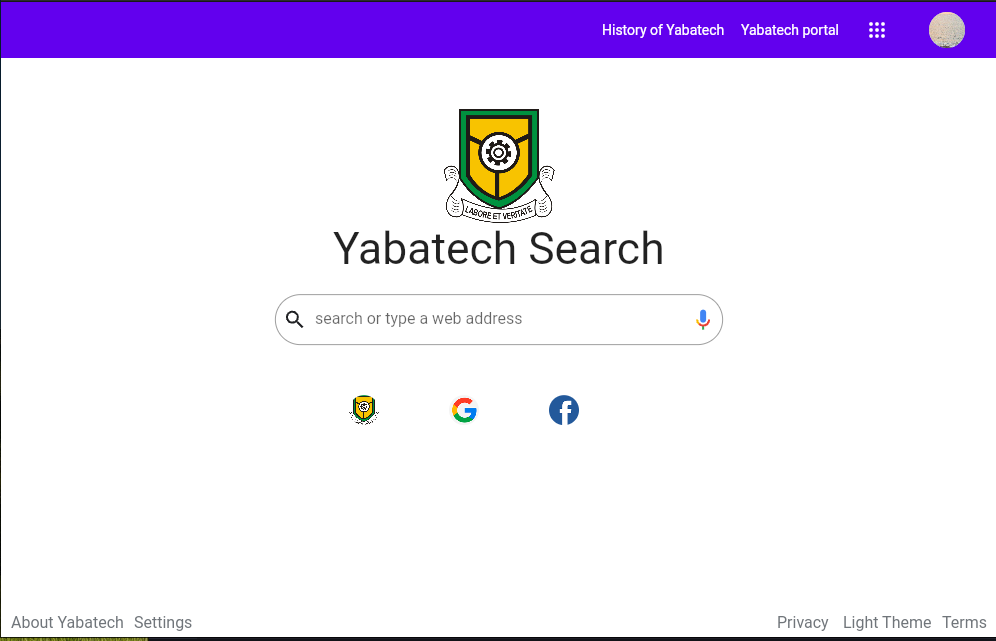 History of Yabatech Yabatech portal
LABORE ET VERITATE
Yabatech Search
search or type a web address
About Yabatech Settings Privacy Light Theme Terms